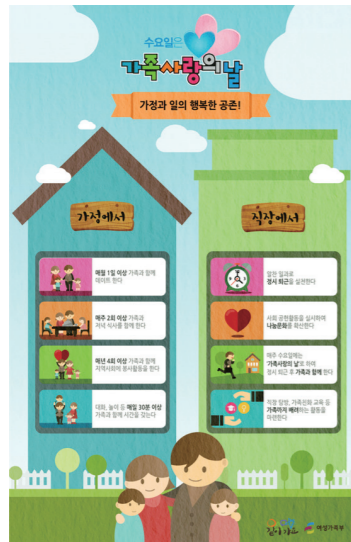 수요일은
가족사랑의날
가정과 일의 행복한 공존!
가정에서
매월 1일 이상 가족과 함께
데이트 한다
매주 2회 이상 가족과
저녁 식사를 함께 한다
매년 4회 이상 가족과 함께
지역사회에 봉사활동을 한다
대화, 놀이 등 매일 30분 이상
가족과 함께 시간을 갖는다
직장에서
알찬 일과로
정시 퇴근을 실천한다
사회 공헌활동을 실시하여
나눔문화를 확산한다
매주 수요일에는
'가족사랑의 날'로 하여
정시 퇴근 후 가족과 함께 한다
직장 탐방, 가족친화 교육 등
가족까지 배려하는 활동을
마련한다
여성가족부